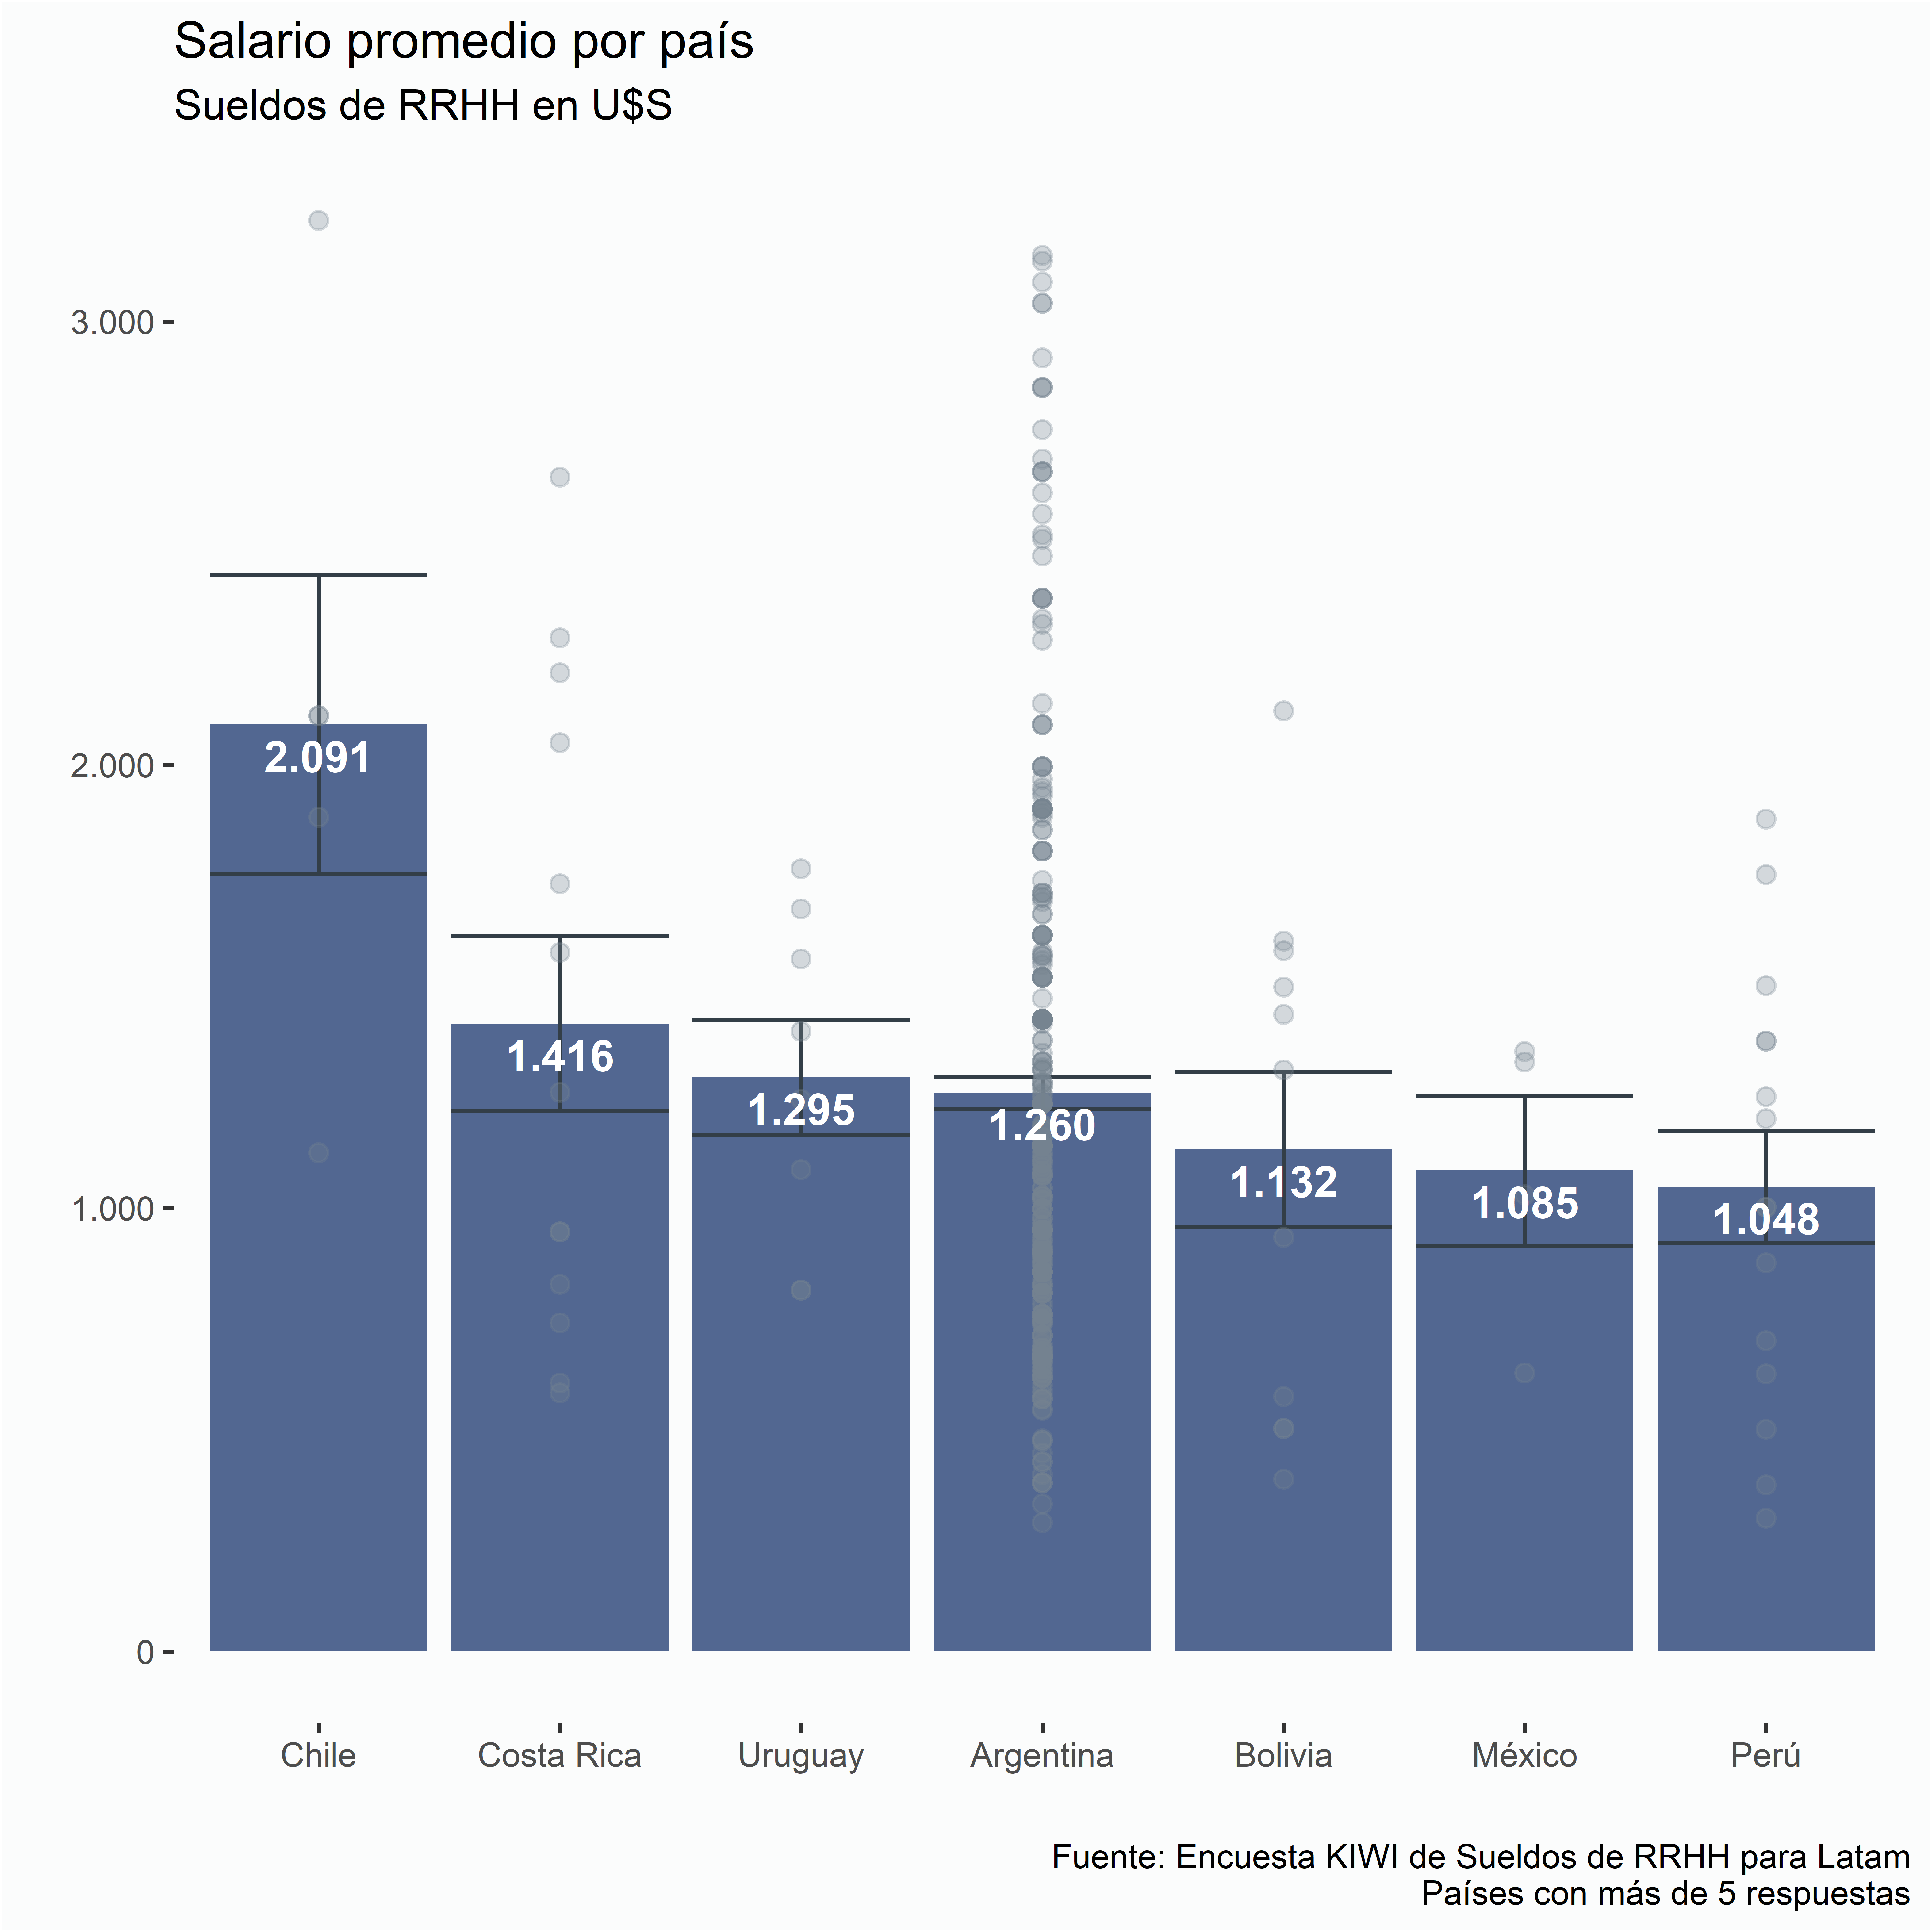 Salario promedio por país
Sueldos de RRHH en U$S
3.000
2.000
1.000
0
2.091
1.416
1.295
1.260
1.132
1.085
1.048
Chile
Costa Rica
Uruguay
Argentina
Bolivia
México
Perú
Fuente: Encuesta KIWI de Sueldos de RRHH para Latam
Países con más de 5 respuestas